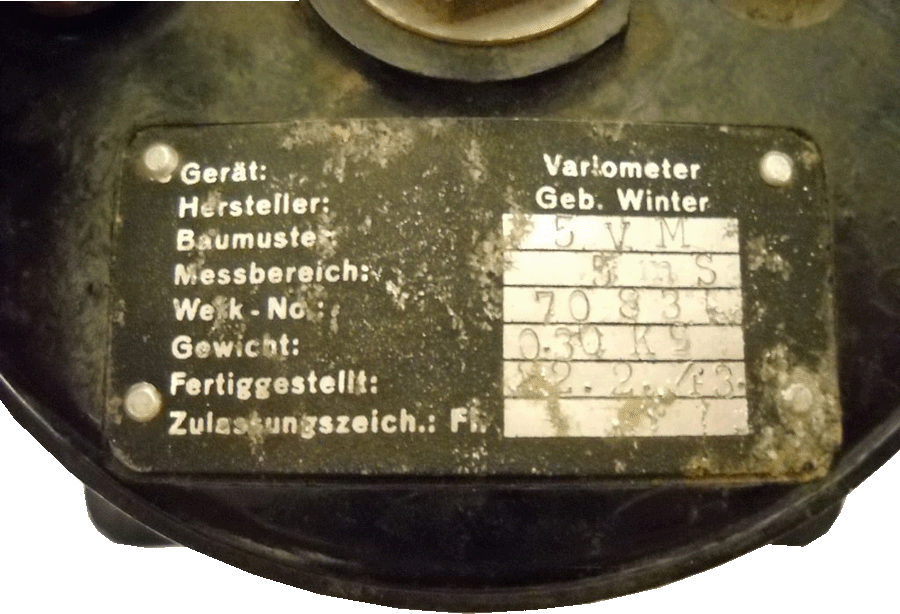 Gerät: Variometer
Hersteller: Geb. Winter
Baumuster: 5 V M
Messbereich: 5 m S
Werk-No.:
Gewicht: 0.30 Kg
Fertiggestellt:
Zulassungszeich.: Fl.